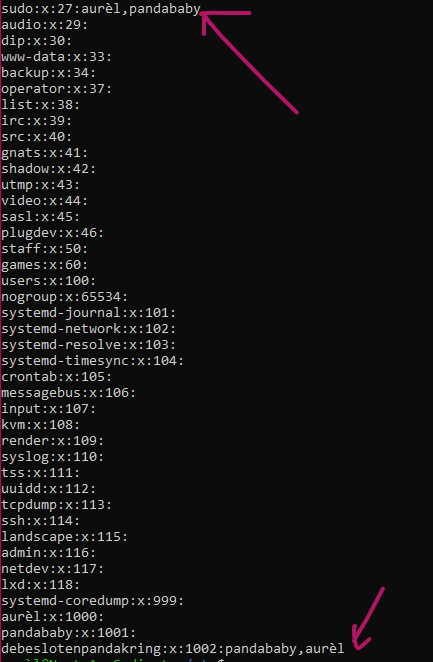 sudo:x:27:aurèl,pandababy
audio:x:29:
dip:x:30:
www-data:x:33:
backup:x:34:
operator:x:37:
list:x:38:
irc:x:39:
src:x:40:
gnats:x:41:
shadow:x:42:
utmp:x:43:
video:x:44:
sasl:x:45:
plugdev:x:46:
staff:x:50:
games:x:60:
users:x:100:
nogroup:x:65534:
systemd-journal:x:101:
systemd-network:x:102:
systemd-resolve:x:103:
systemd-timesync:x:104:
crontab:x:105:
messagebus:x:106:
input:x:107:
kvm:x:108:
render:x:109:
syslog:x:110:
tss:x:111:
uuidd:x:112:
tcpdump:x:113:
ssh:x:114:
landscape:x:115:
admin:x:116:
netdev:x:117:
lxd:x:118:
systemd-coredump:x:999:
aurèl:x:1000:
pandababy:x:1001:
debeslotenpandakring:x:1002:pandababy,aurèl